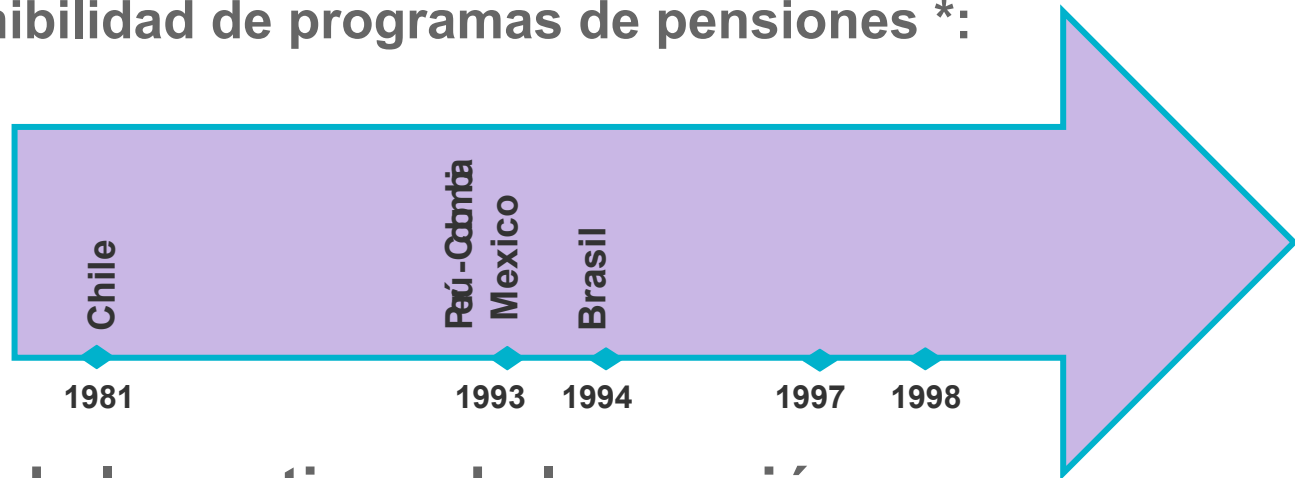 nibilidad de programas de pensiones *:
Chile
Perú - Colombia
Mexico
Brasil
1981
1993
1994
1997
1998